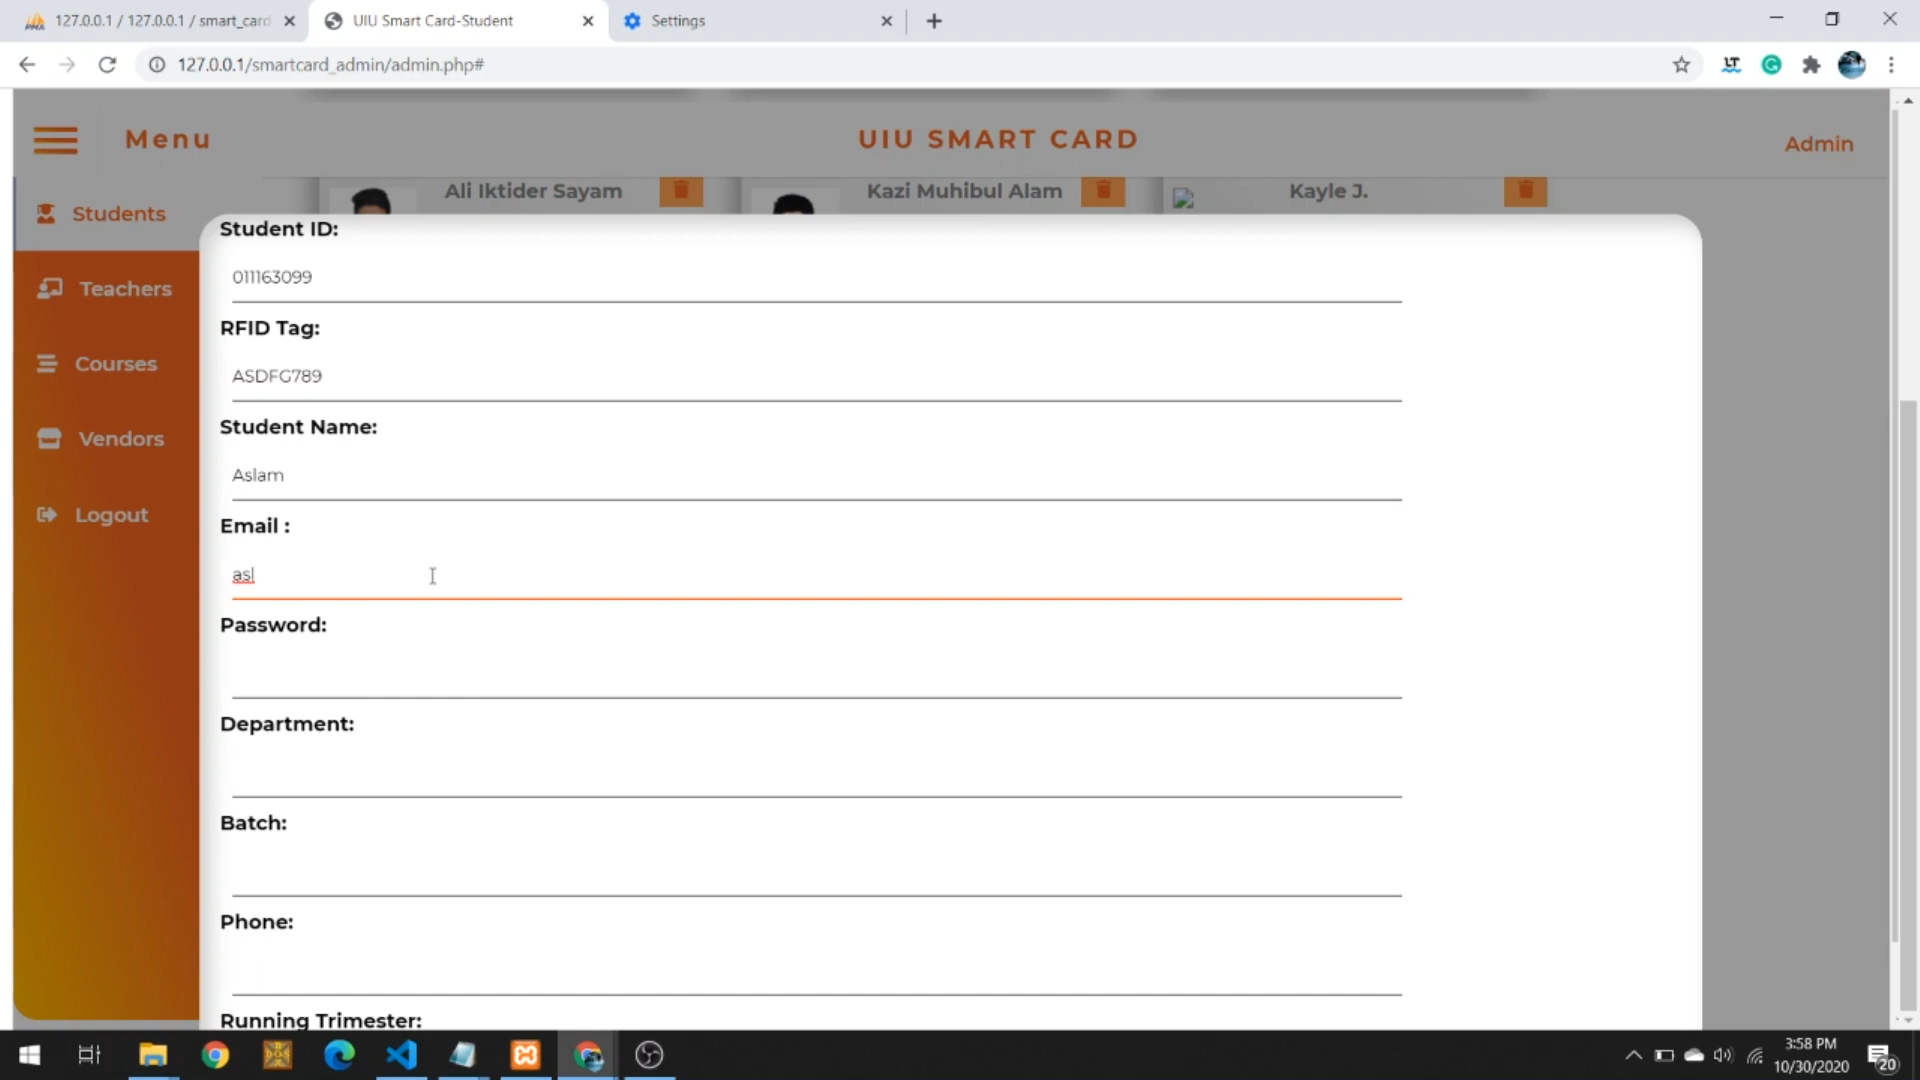 127.0.0.1 / 127.0.0.1 / smart_card
UIU Smart Card-Student
Settings
127.0.0.1/smartcard_admin/admin.php#
Menu
UIU SMART CARD
Admin
Ali Iktider Sayam
Kazi Muhibul Alam
Kayle J.
Students
Teachers
Courses
Vendors
Logout
Student ID:
011163099
RFID Tag:
ASDFG789
Student Name:
Aslam
Email :
asl
Password:
Department:
Batch:
Phone:
Running Trimester:
3:58 PM
10/30/2020
20